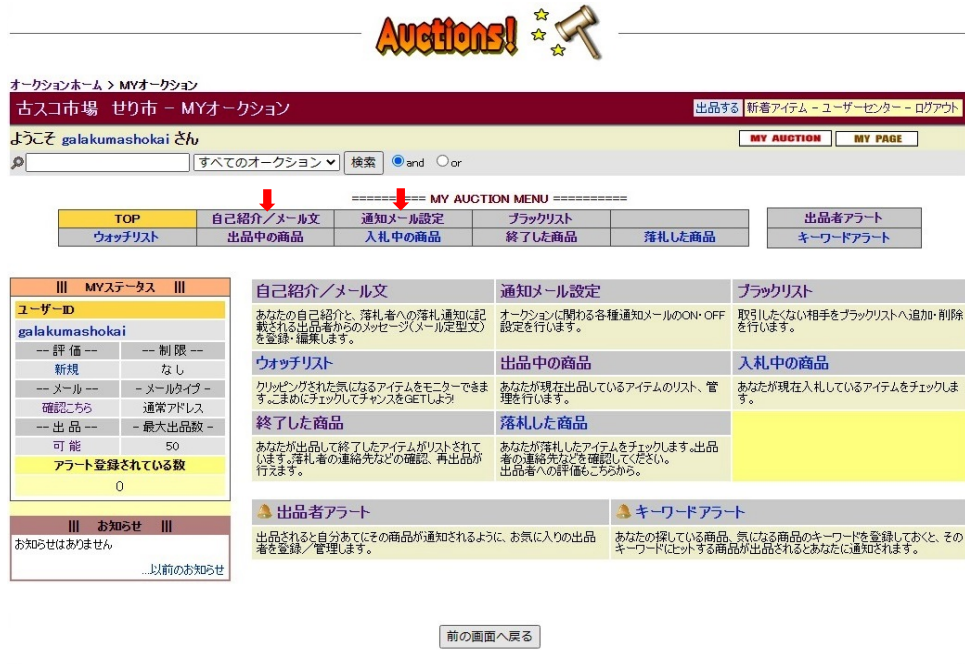 Auctions!
オークションホーム > MYオークション
古スコ市場 せり市 − MYオークション
出品する 新着アイテム − ユーザーセンター − ログアウト
ようこそ galakumashokai さん
MY AUCTION MY PAGE
すべてのオークション 検索 and or
========== MY AUCTION MENU ==========
TOP 自己紹介／メール文 通知メール設定 ブラックリスト 出品者アラート
ウォッチリスト 出品中の商品 入札中の商品 終了した商品 落札した商品 キーワードアラート
||| MYステータス |||
ユーザーID
galakumashokai
-- 評 価 -- -- 制 限 --
新規 な し
-- メール -- - メールタイプ -
確認こちら 通常アドレス
-- 出 品 -- - 最大出品数 -
可 能 50
アラート登録されている数
0
||| お知らせ |||
お知らせはありません
...以前のお知らせ
自己紹介／メール文
あなたの自己紹介と、落札者への落札通知に記
載される出品者からのメッセージ(メール定型文)
を登録・編集します。
通知メール設定
オークションに関わる各種通知メールのON・OFF
設定を行います。
ブラックリスト
取引したくない相手をブラックリストへ追加・削除
を行います。
ウォッチリスト
クリッピングされた気になるアイテムをモニターできま
す。こまめにチェックしてチャンスをGETしよう!
出品中の商品
あなたが現在出品しているアイテムのリスト、管
理を行います。
入札中の商品
あなたが現在入札しているアイテムをチェックしま
す。
終了した商品
あなたが出品して終了したアイテムがリストされて
います。落札者の連絡先などの確認、再出品が
行えます。
落札した商品
あなたが落札したアイテムをチェックします。出品
者の連絡先などを確認してください。
出品者への評価もこちらから。
出品者アラート
出品されると自分あてにその商品が通知されるように、お気に入りの出品
者を登録／管理します。
キーワードアラート
あなたの探している商品、気になる商品のキーワードを登録しておくと、その
キーワードにヒットする商品が出品されるとあなたに通知されます。
前の画面へ戻る